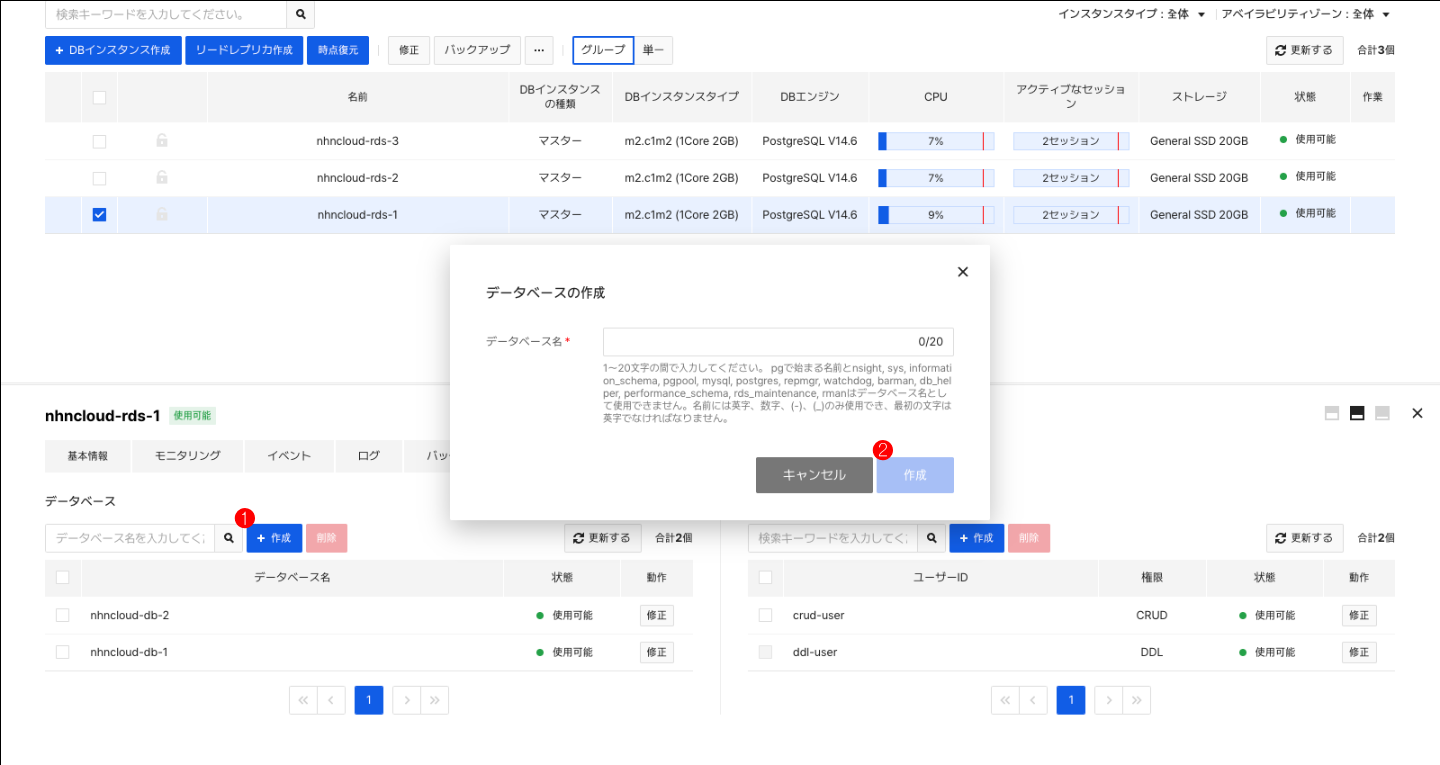 検索キーワードを入力してください。
インスタンスタイプ : 全体 アベイラビリティゾーン : 全体
+ DBインスタンス作成 リードレプリカ作成 時点復元 修正 バックアップ ... グループ 単一 更新する 合計3個
名前 DBインスタンスの種類 DBインスタンスタイプ DBエンジン CPU アクティブなセッション ストレージ 状態 作業
nhncloud-rds-3 マスター m2.c1m2 (1Core 2GB) PostgreSQL V14.6 7% 2セッション General SSD 20GB 使用可能
nhncloud-rds-2 マスター m2.c1m2 (1Core 2GB) PostgreSQL V14.6 7% 2セッション General SSD 20GB 使用可能
nhncloud-rds-1 マスター m2.c1m2 (1Core 2GB) PostgreSQL V14.6 9% 2セッション General SSD 20GB 使用可能
データベースの作成
データベース名* 0/20
1～20文字の間で入力してください。 pgで始まる名前とnsight, sys, informati
on_schema, pgpool, mysql, postgres, repmgr, watchdog, barman, db_hel
per, performance_schema, rds_maintenance, rmanはデータベース名とし
て使用できません。名前には英字、数字、(-)、(_)のみ使用でき、最初の文字は
英字でなければなりません。
2
キャンセル 作成
nhncloud-rds-1 使用可能
基本情報 モニタリング イベント ログ
データベース
1
データベース名を入力してく + 作成 削除 更新する 合計2個
データベース名 状態 動作
nhncloud-db-2 使用可能 修正
nhncloud-db-1 使用可能 修正
« ‹ 1 › »
検索キーワードを入力してく + 作成 削除 更新する 合計2個
ユーザーID 権限 状態 動作
crud-user CRUD 使用可能 修正
ddl-user DDL 使用可能 修正
« ‹ 1 › »